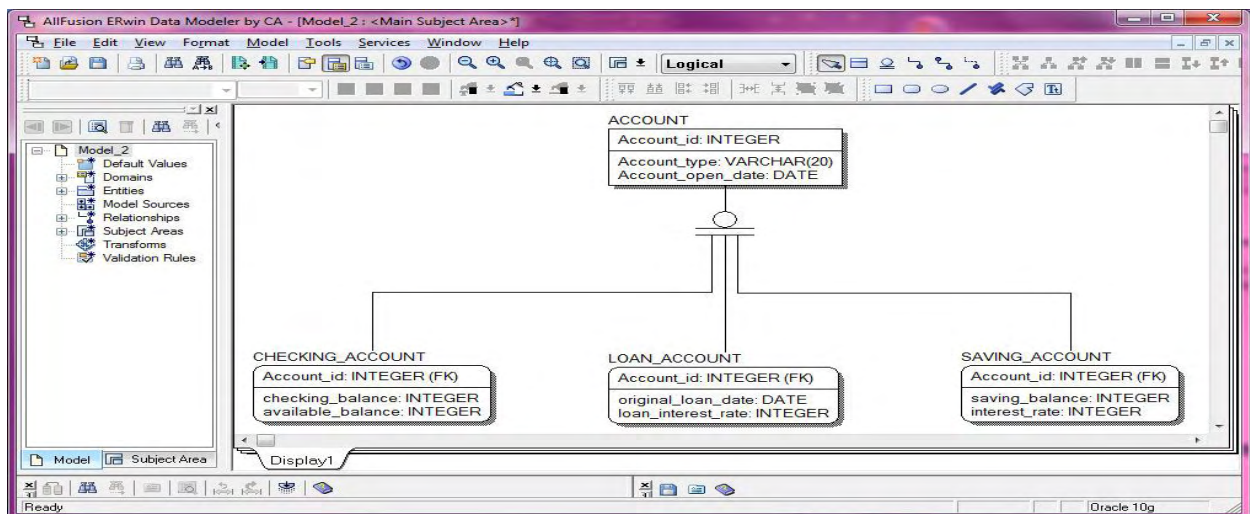 AllFusion ERwin Data Modeler by CA - [Model_2 : <Main Subject Area>*]
File Edit View Format Model Tools Services Window Help
Logical
Model_2
Default Values
Domains
Entities
Model Sources
Relationships
Subject Areas
Transforms
Validation Rules
ACCOUNT
Account_id: INTEGER
Account_type: VARCHAR(20)
Account_open_date: DATE
CHECKING_ACCOUNT
Account_id: INTEGER (FK)
checking_balance: INTEGER
available_balance: INTEGER
LOAN_ACCOUNT
Account_id: INTEGER (FK)
original_loan_date: DATE
loan_interest_rate: INTEGER
SAVING_ACCOUNT
Account_id: INTEGER (FK)
saving_balance: INTEGER
interest_rate: INTEGER
Model Subject Area
Display1
Ready
Oracle 10g